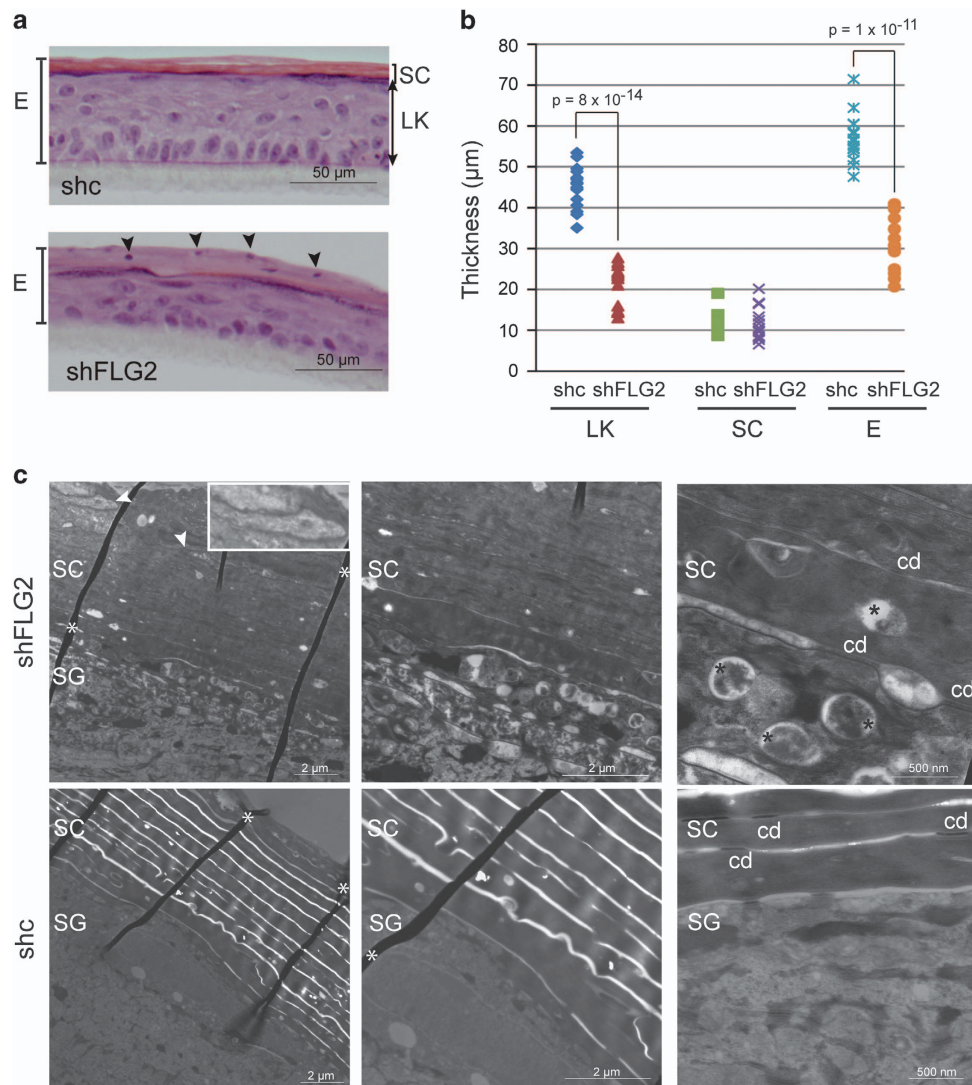 a
E
SC
LK
shc
50 µm
E
shFLG2
50 µm
b
Thickness (µm)
80
70
60
50
40
30
20
10
0
p = 8 x 10⁻¹⁴
p = 1 x 10⁻¹¹
shc shFLG2
shc shFLG2
shc shFLG2
LK
SC
E
c
shFLG2
SC
*
*
SG
2 µm
SC
2 µm
SC
cd
*
cd
*
cd
*
*
500 nm
shc
SC
*
*
SG
2 µm
SC
SG
*
2 µm
SC
cd
cd
SG
500 nm